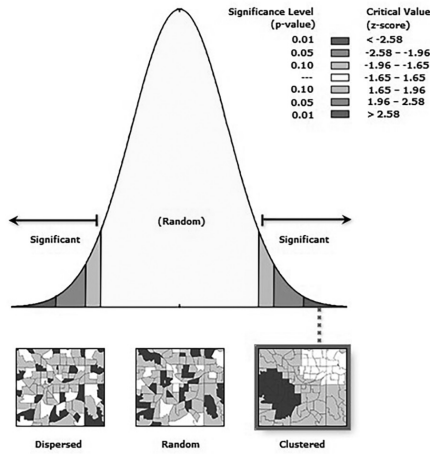 Significance Level Critical Value
(p-value) (z-score)
0.01 < -2.58
0.05 -2.58 – -1.96
0.10 -1.96 – -1.65
--- -1.65 – 1.65
0.10 1.65 – 1.96
0.05 1.96 – 2.58
0.01 > 2.58
(Random)
Significant Significant
Dispersed Random Clustered